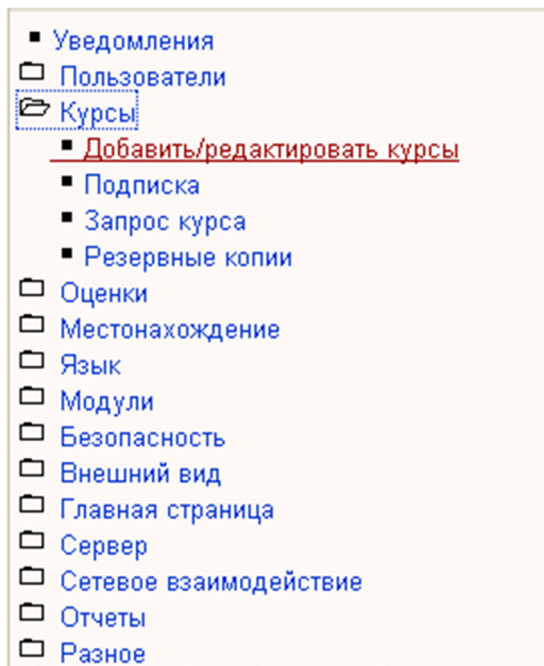 Уведомления
Пользователи
Курсы
Добавить/редактировать курсы
Подписка
Запрос курса
Резервные копии
Оценки
Местонахождение
Язык
Модули
Безопасность
Внешний вид
Главная страница
Сервер
Сетевое взаимодействие
Отчеты
Разное